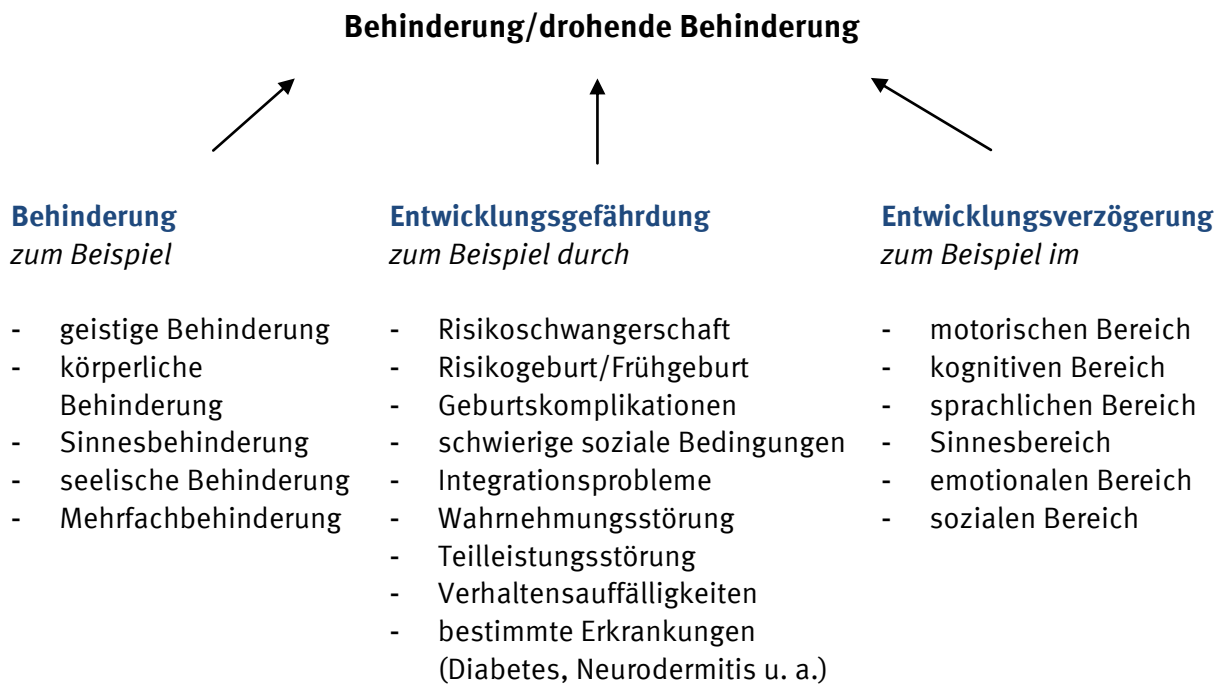 Behinderung/drohende Behinderung
Behinderung
zum Beispiel
- geistige Behinderung
- körperliche
Behinderung
- Sinnesbehinderung
- seelische Behinderung
- Mehrfachbehinderung
Entwicklungsgefährdung
zum Beispiel durch
- Risikoschwangerschaft
- Risikogeburt/Frühgeburt
- Geburtskomplikationen
- schwierige soziale Bedingungen
- Integrationsprobleme
- Wahrnehmungsstörung
- Teilleistungsstörung
- Verhaltensauffälligkeiten
- bestimmte Erkrankungen
(Diabetes, Neurodermitis u. a.)
Entwicklungsverzögerung
zum Beispiel im
- motorischen Bereich
- kognitiven Bereich
- sprachlichen Bereich
- Sinnesbereich
- emotionalen Bereich
- sozialen Bereich